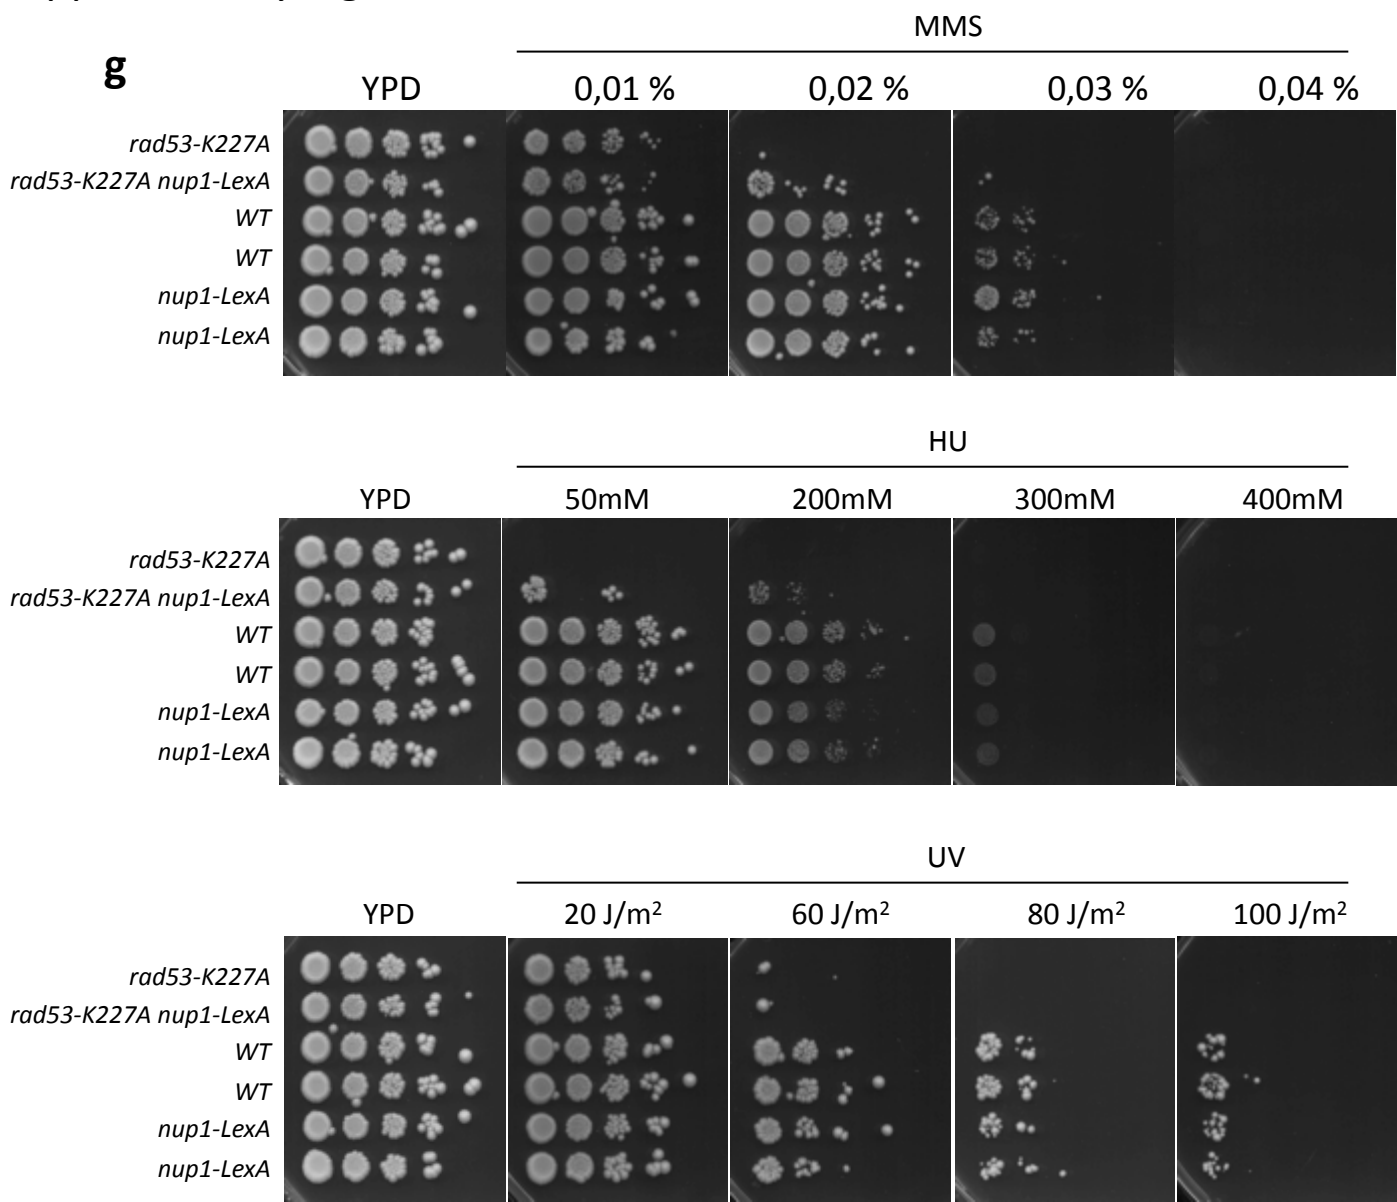 g
MMS
YPD 0,01 % 0,02 % 0,03 % 0,04 %
rad53-K227A
rad53-K227A nup1-LexA
WT
WT
nup1-LexA
nup1-LexA
HU
YPD 50mM 200mM 300mM 400mM
rad53-K227A
rad53-K227A nup1-LexA
WT
WT
nup1-LexA
nup1-LexA
UV
YPD 20 J/m² 60 J/m² 80 J/m² 100 J/m²
rad53-K227A
rad53-K227A nup1-LexA
WT
WT
nup1-LexA
nup1-LexA